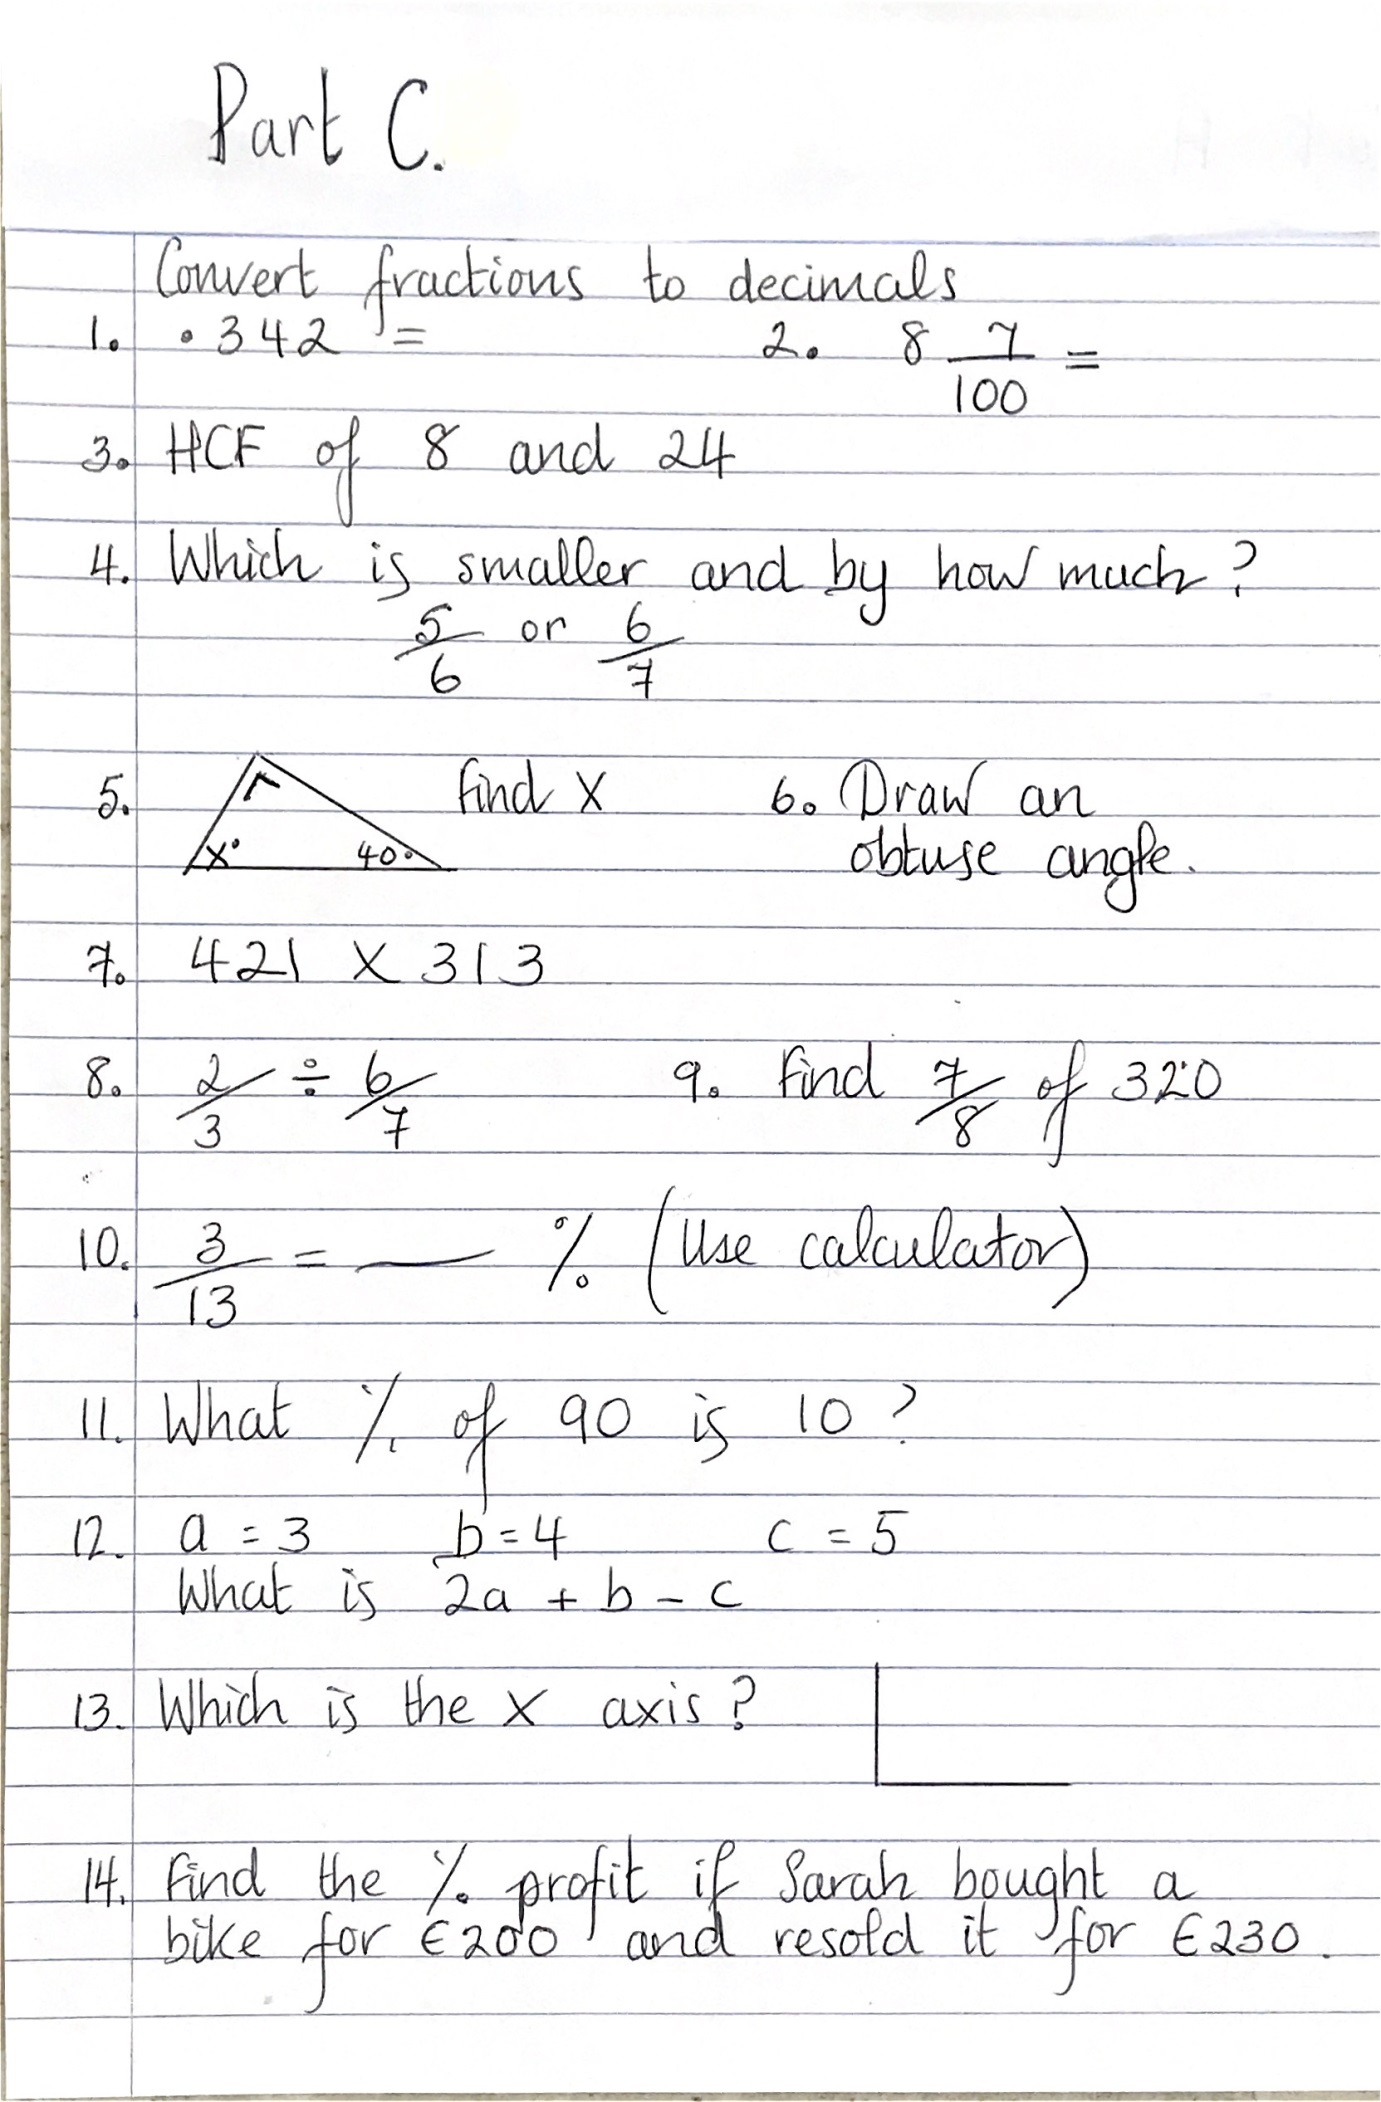 Part C.
Convert fractions to decimals
1. .342 = 2. 8 7/100 =
3. HCF of 8 and 24
4. Which is smaller and by how much?
5/6 or 6/7
5. x° 40° find x 6. Draw an
obtuse angle.
7. 421 x 313
8. 2/3 ÷ 6/7 9. Find 7/8 of 320
10. 3/13 = ___ % (Use calculator)
11. What % of 90 is 10?
12. a = 3 b = 4 c = 5
What is 2a + b - c
13. Which is the x axis?
14. Find the % profit if Sarah bought a
bike for €200 and resold it for €230.